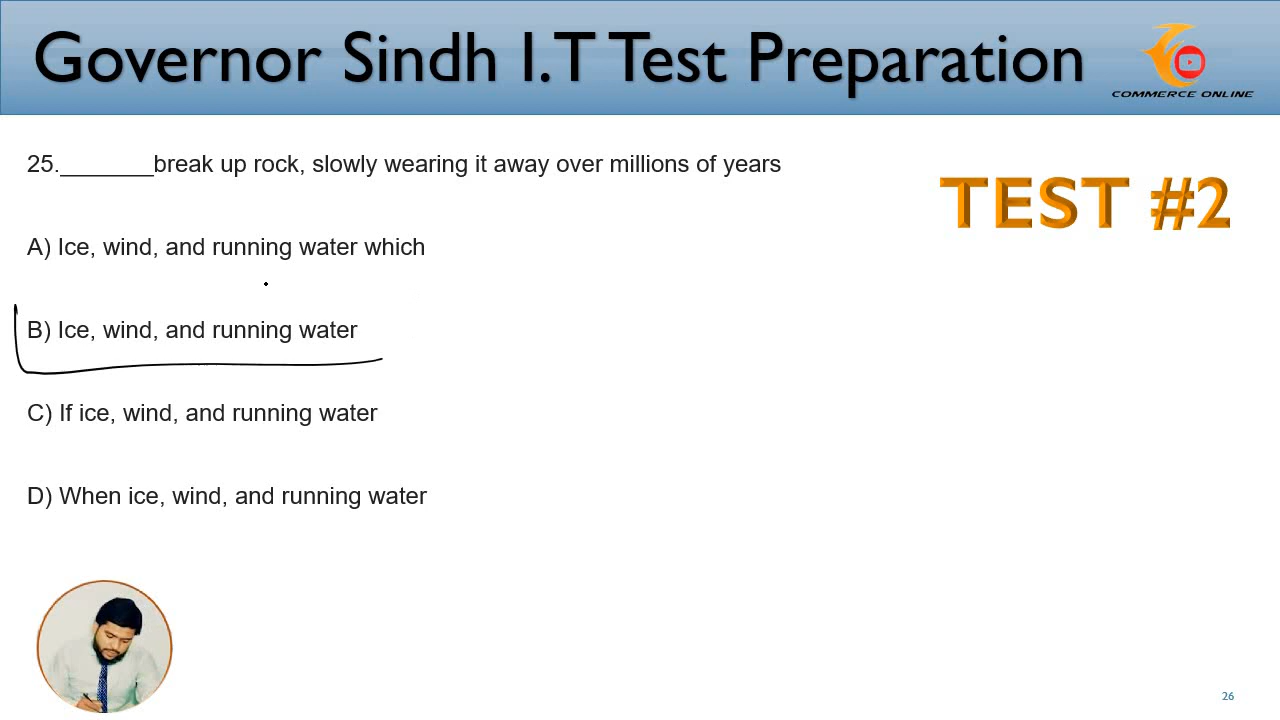 Governor Sindh I.T Test Preparation
COMMERCE ONLINE
25._______break up rock, slowly wearing it away over millions of years
TEST #2
A) Ice, wind, and running water which
B) Ice, wind, and running water
C) If ice, wind, and running water
D) When ice, wind, and running water
26